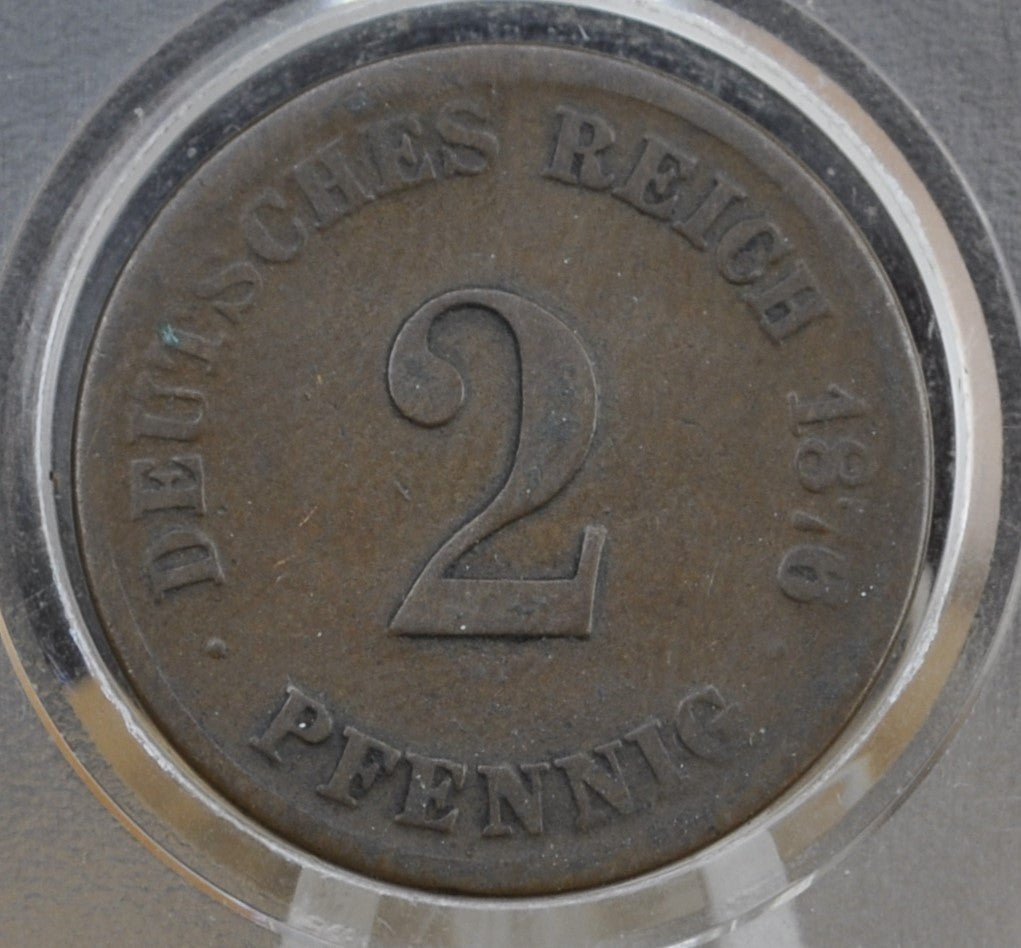 DEUTSCHES REICH 1876
2
PFENNIG